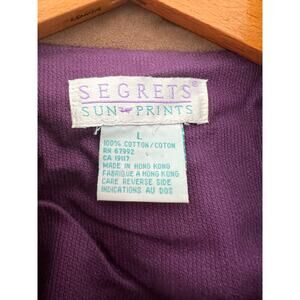 SEGRETS®
SUN PRINTS
L
100% COTTON/COTON
RN 67992
CA 19117
MADE IN HONG KONG
FABRIQUE A HONG KONG
CARE REVERSE SIDE
INDICATIONS AU DOS